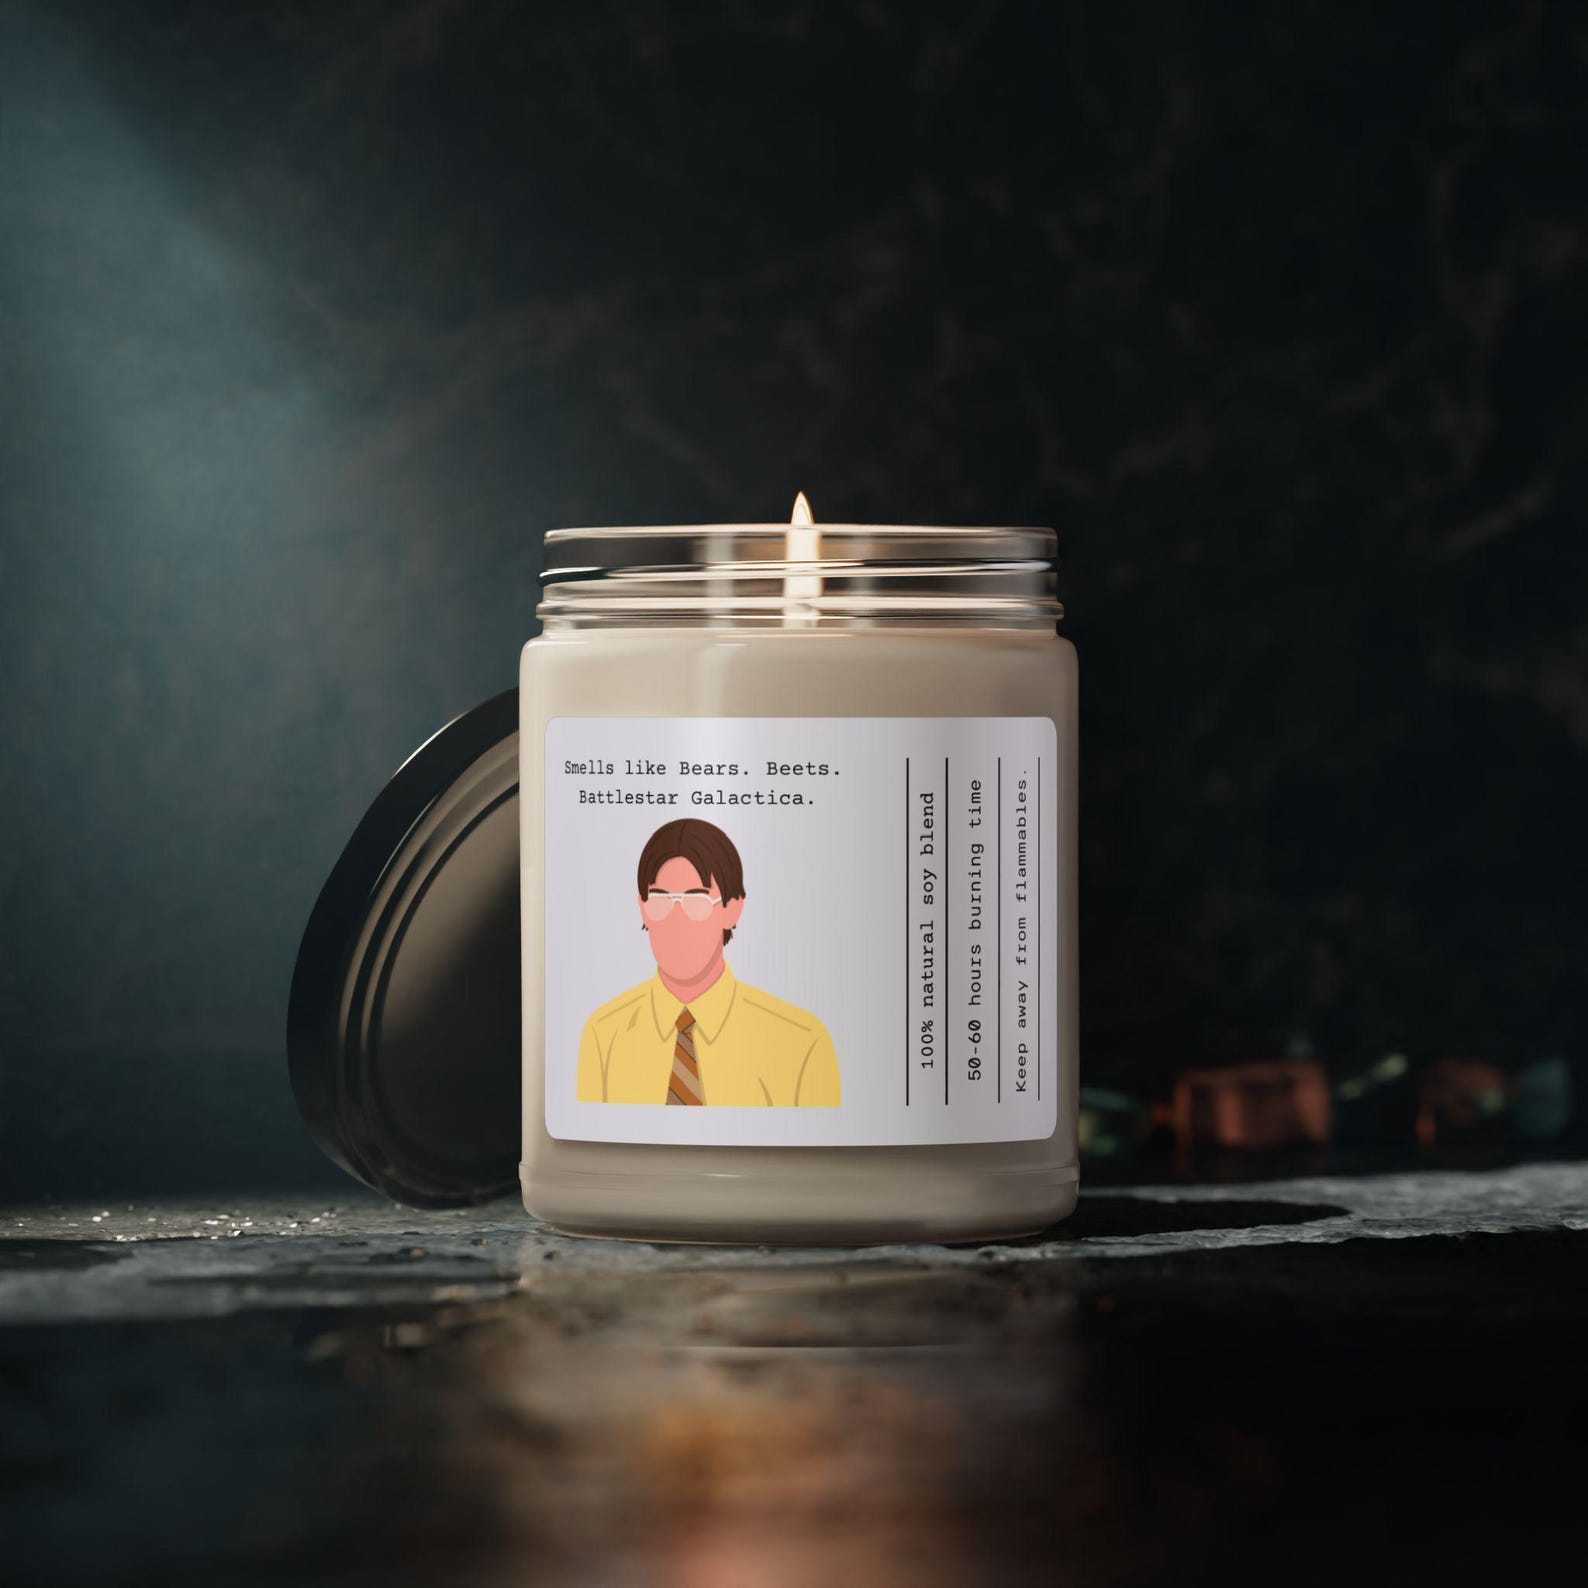 Smells like Bears. Beets.
Battlestar Galactica.
100% natural soy blend
50-60 hours burning time
Keep away from flammables.